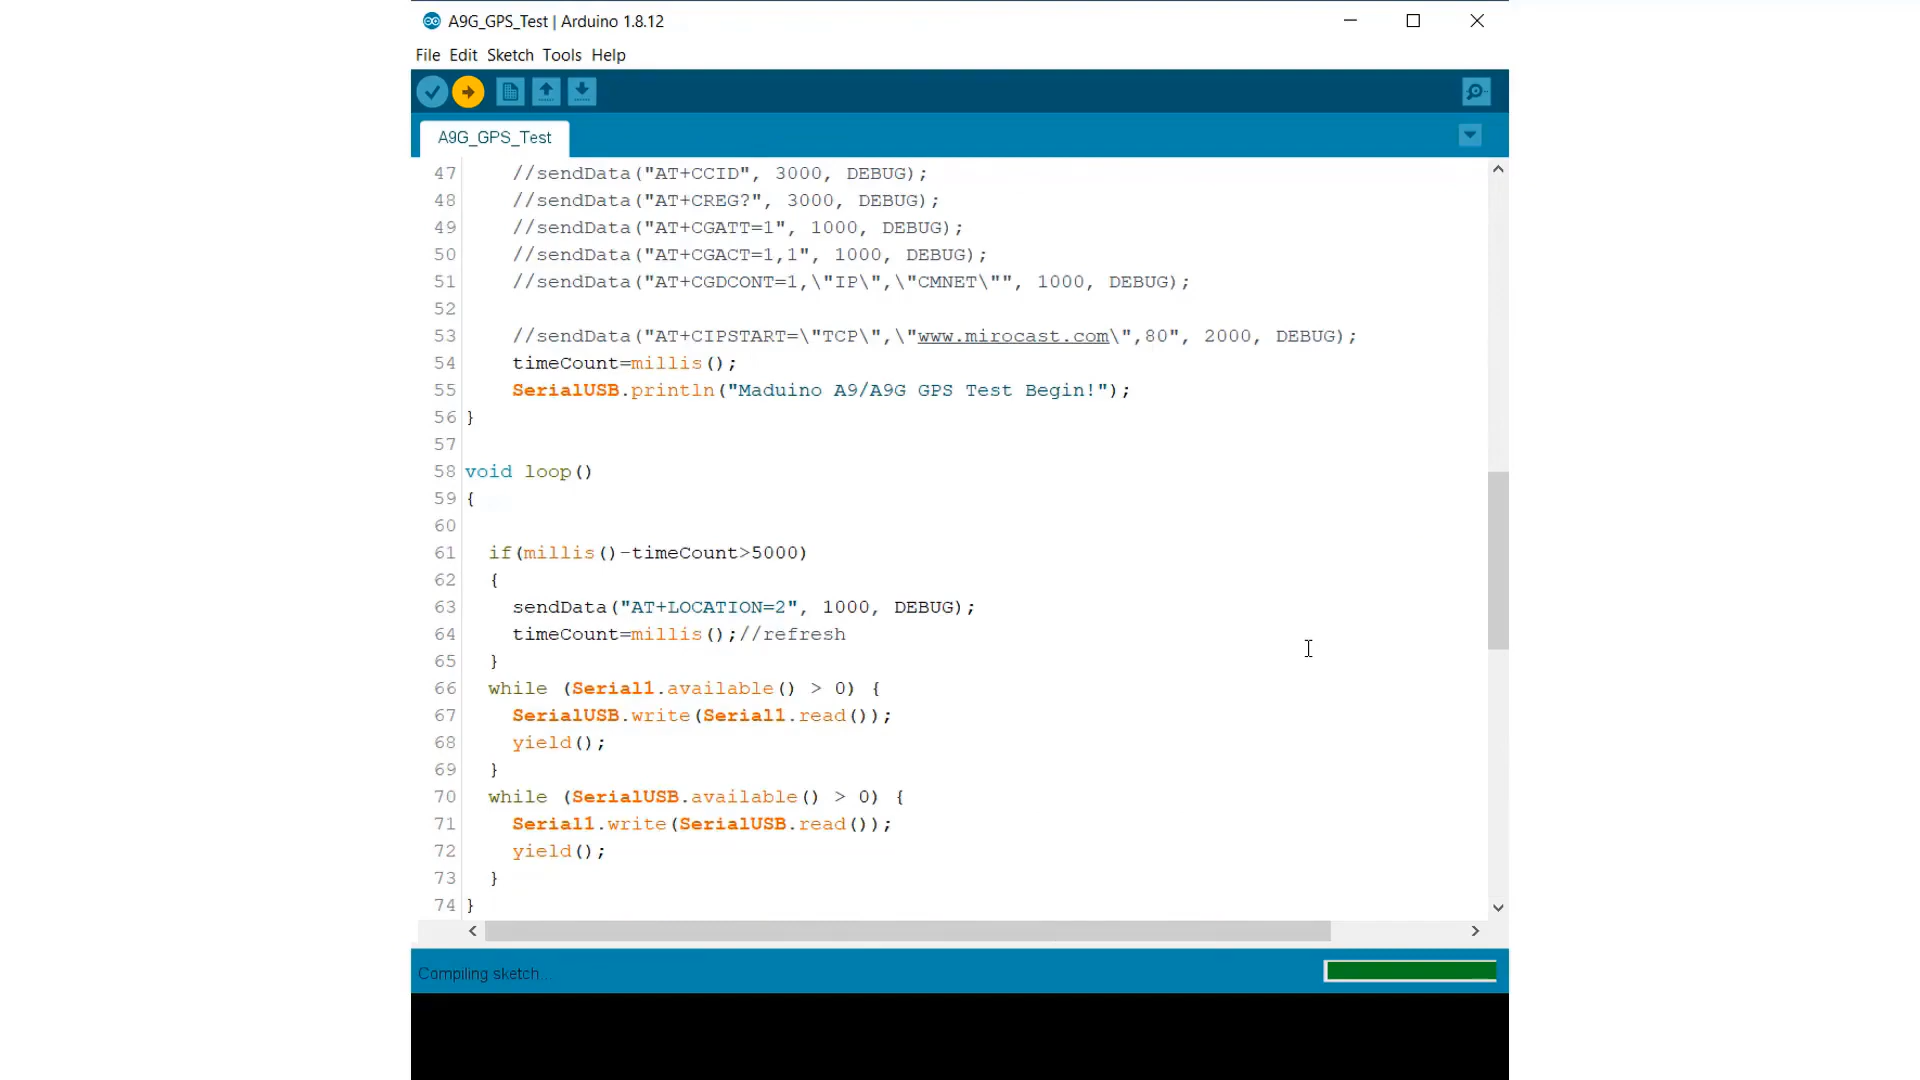 A9G_GPS_Test | Arduino 1.8.12
File Edit Sketch Tools Help
A9G_GPS_Test
47 //sendData("AT+CCID", 3000, DEBUG);
48 //sendData("AT+CREG?", 3000, DEBUG);
49 //sendData("AT+CGATT=1", 1000, DEBUG);
50 //sendData("AT+CGACT=1,1", 1000, DEBUG);
51 //sendData("AT+CGDCONT=1,\"IP\",\"CMNET\"", 1000, DEBUG);
52
53 //sendData("AT+CIPSTART=\"TCP\",\"www.mirocast.com\",80", 2000, DEBUG);
54 timeCount=millis();
55 SerialUSB.println("Maduino A9/A9G GPS Test Begin!");
56 }
57
58 void loop()
59 {
60
61 if(millis()-timeCount>5000)
62 {
63 sendData("AT+LOCATION=2", 1000, DEBUG);
64 timeCount=millis();//refresh
65 }
66 while (Serial1.available() > 0) {
67 SerialUSB.write(Serial1.read());
68 yield();
69 }
70 while (SerialUSB.available() > 0) {
71 Serial1.write(SerialUSB.read());
72 yield();
73 }
74 }
Compiling sketch...